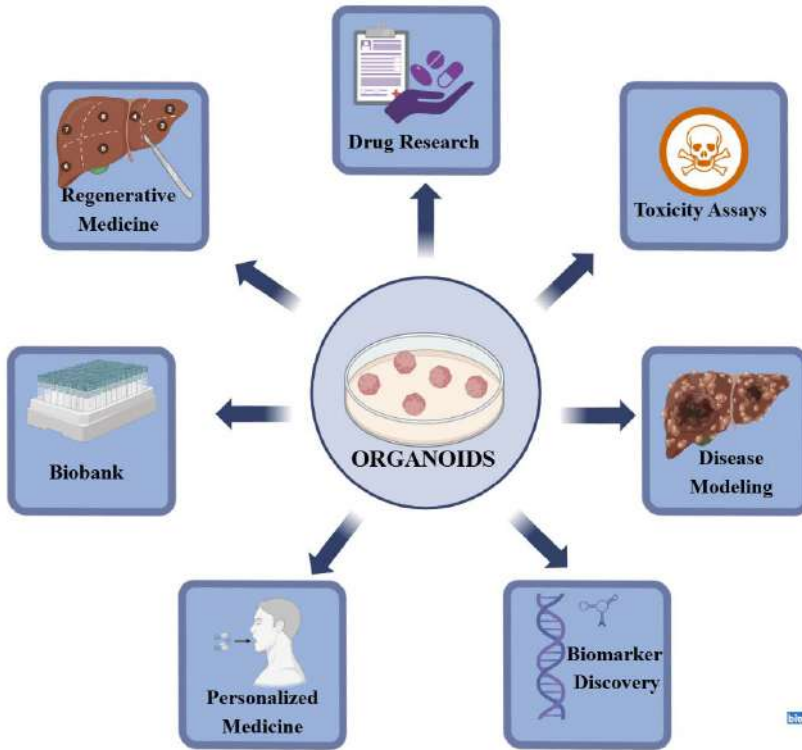 Drug Research
Regenerative
Medicine
Toxicity Assays
ORGANOIDS
Biobank
Disease
Modeling
Personalized
Medicine
Biomarker
Discovery